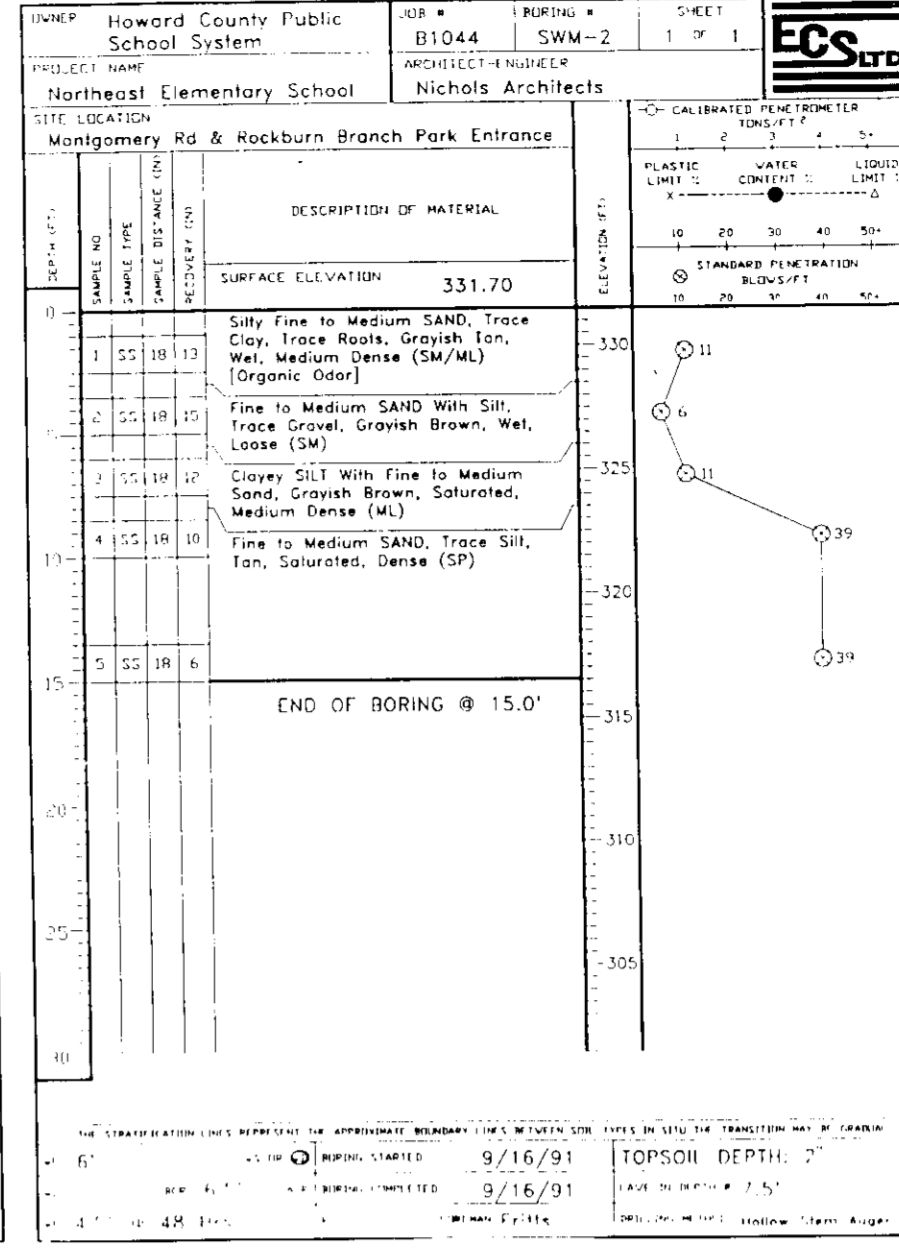 OWNER Howard County Public School System
JOB # B1044
BORING # SWM-2
SHEET 1 OF 1
ECS LTD
PROJECT NAME
Northeast Elementary School
ARCHITECT-ENGINEER
Nichols Architects
SITE LOCATION
Montgomery Rd & Rockburn Branch Park Entrance
CALIBRATED PENETROMETER
TONS/FT 2
1 2 3 4 5+
PLASTIC LIMIT % WATER CONTENT % LIQUID LIMIT
X Δ
10 20 30 40 50+
STANDARD PENETRATION
BLOWS/FT
10 20 30 40 50+
DEPTH (FT)
SAMPLE NO
SAMPLE TYPE
SAMPLE DISTANCE (IN)
RECOVERY (IN)
DESCRIPTION OF MATERIAL
SURFACE ELEVATION 331.70
ELEVATION (FT)
0
1 SS 18 13
Silty Fine to Medium SAND, Trace
Clay, Trace Roots, Grayish Tan,
Wet, Medium Dense (SM/ML)
[Organic Odor]
330
11
2 SS 18 15
Fine to Medium SAND With Silt,
Trace Gravel, Grayish Brown, Wet,
Loose (SM)
6
3 SS 18 12
Clayey SILT With Fine to Medium
Sand, Grayish Brown, Saturated,
Medium Dense (ML)
325
11
4 SS 18 10
Fine to Medium SAND, Trace Silt,
Tan, Saturated, Dense (SP)
39
10
320
5 SS 18 6
39
15
END OF BORING @ 15.0'
315
20
310
25
305
30
THE STRATIFICATION LINES REPRESENT THE APPROXIMATE BOUNDARY LINES BETWEEN SOIL TYPES IN SITU THE TRANSITION MAY BE GRADUAL
6'
BORING STARTED 9/16/91
TOPSOIL DEPTH: 2"
BORING COMPLETED 9/16/91
CAVE IN DEPTH @ 7.5'
48
FOREMAN Fritts
DRILLING METHOD Hollow Stem Auger